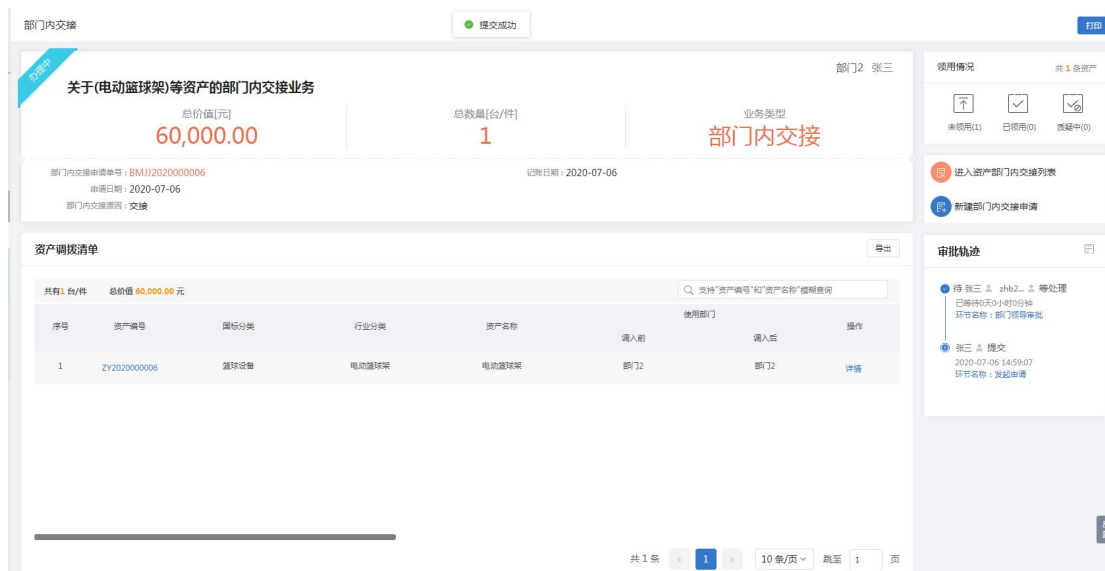 部门内交接
提交成功
打印
办理中
部门2 张三
关于(电动篮球架)等资产的部门内交接业务
总价值[元]
总数量[台/件]
业务类型
60,000.00
1
部门内交接
部门内交接申请单号：BMJJ2020000006
记账日期：2020-07-06
申请日期：2020-07-06
部门内交接原因：交接
领用情况
共 1 条资产
未领用(1) 已领用(0) 质疑中(0)
进入资产部门内交接列表
新建部门内交接申请
资产调拨清单
导出
共有1 台/件 总价值 60,000.00 元
支持"资产编号"和"资产名称"模糊查询
序号 资产编号 国标分类 行业分类 资产名称 使用部门 操作
调入前 调入后
1 ZY2020000006 篮球设备 电动篮球架 电动篮球架 部门2 部门2 详情
共 1 条 < 1 > 10 条/页 跳至 1 页
审批轨迹
待 张三 zhb2... 等处理
已等待0天0小时0分钟
环节名称：部门领导审批
张三 提交
2020-07-06 14:59:07
环节名称：发起申请